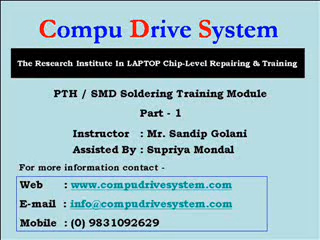 Compu Drive System
The Research Institute In LAPTOP Chip-Level Repairing & Training
PTH / SMD Soldering Training Module
Part - 1
Instructor : Mr. Sandip Golani
Assisted By : Supriya Mondal
For more information contact -
Web : www.compudrivesystem.com
E-mail : info@compudrivesystem.com
Mobile : (0) 9831092629